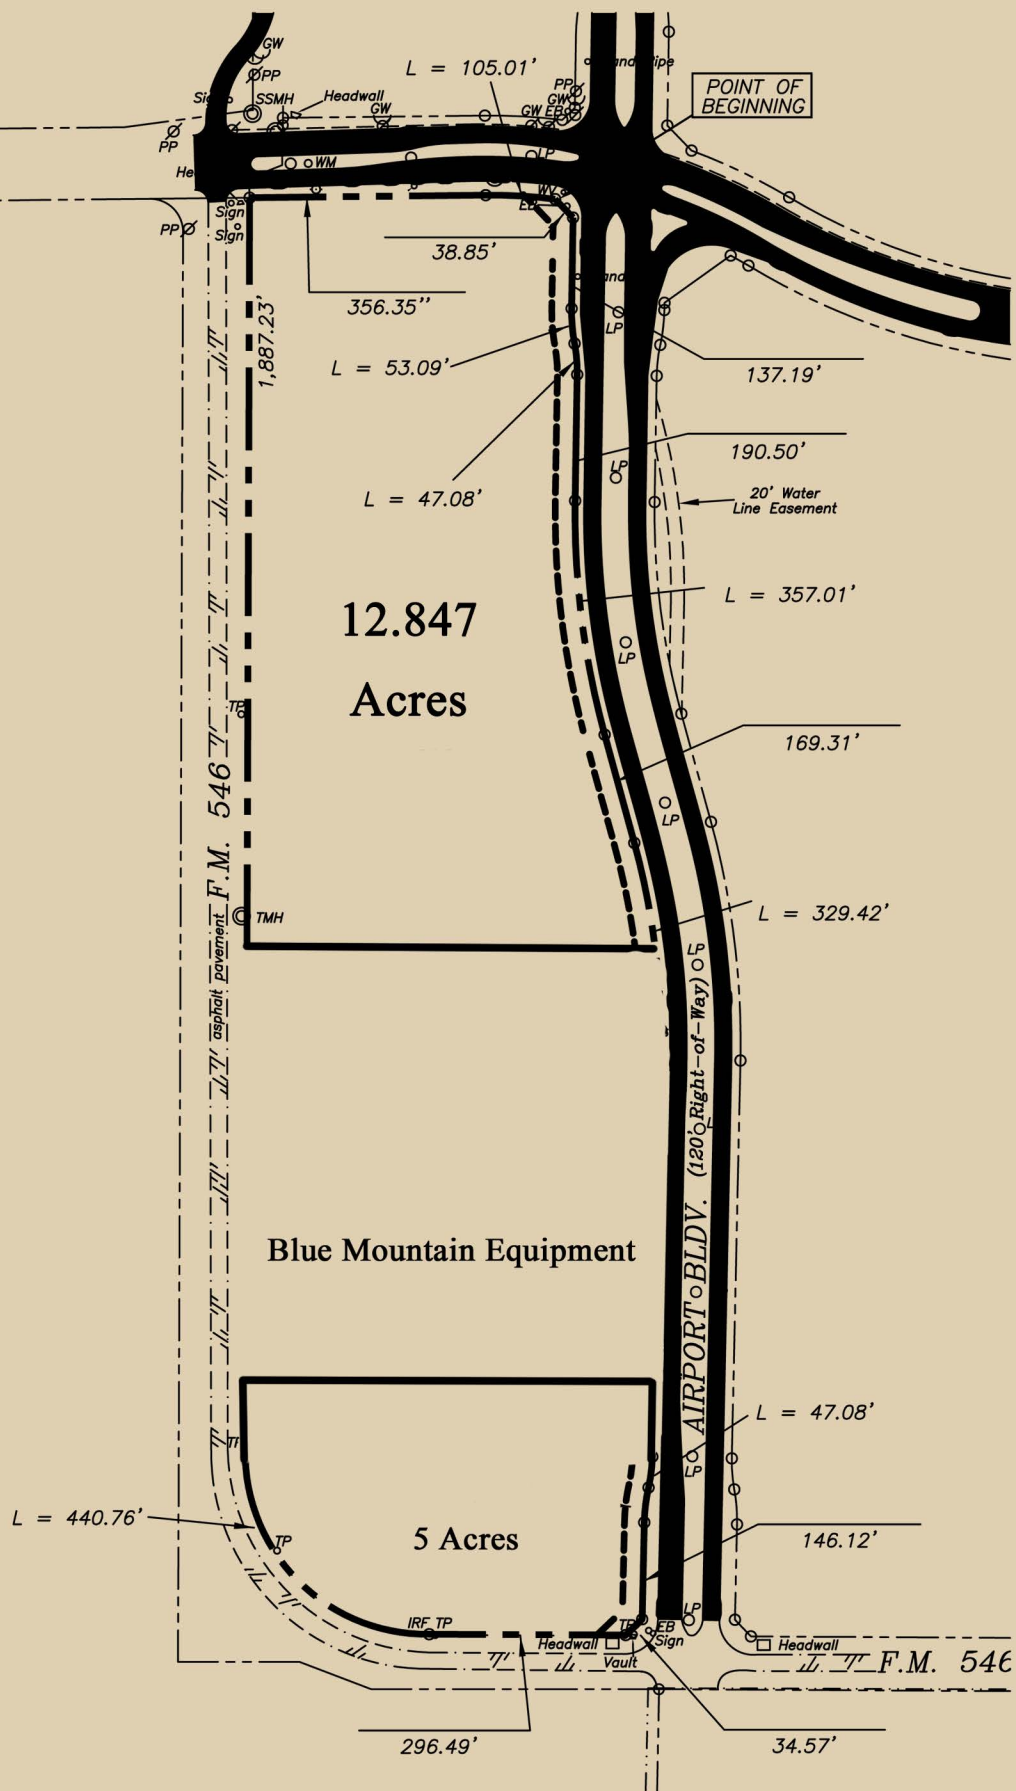 GW
PP
L = 105.01'
PP
SSMH
Headwall
GW
GW
GW
EB
POINT OF
BEGINNING
PP
LP
WM
WV
EB
Sign
Sign
PP
38.85'
356.35''
1,887.23'
LP
L = 53.09'
137.19'
190.50'
LP
L = 47.08'
20' Water
Line Easement
L = 357.01'
12.847
Acres
LP
TP
169.31'
F.M. 546
LP
asphalt pavement
TMH
L = 329.42'
LP
(120' Right-of-Way)
Blue Mountain Equipment
AIRPORT BLDV.
L = 47.08'
LP
L = 440.76'
5 Acres
TP
146.12'
IRF TP
LP
EB
Sign
Headwall
Vault
Headwall
F.M. 546
296.49'
34.57'